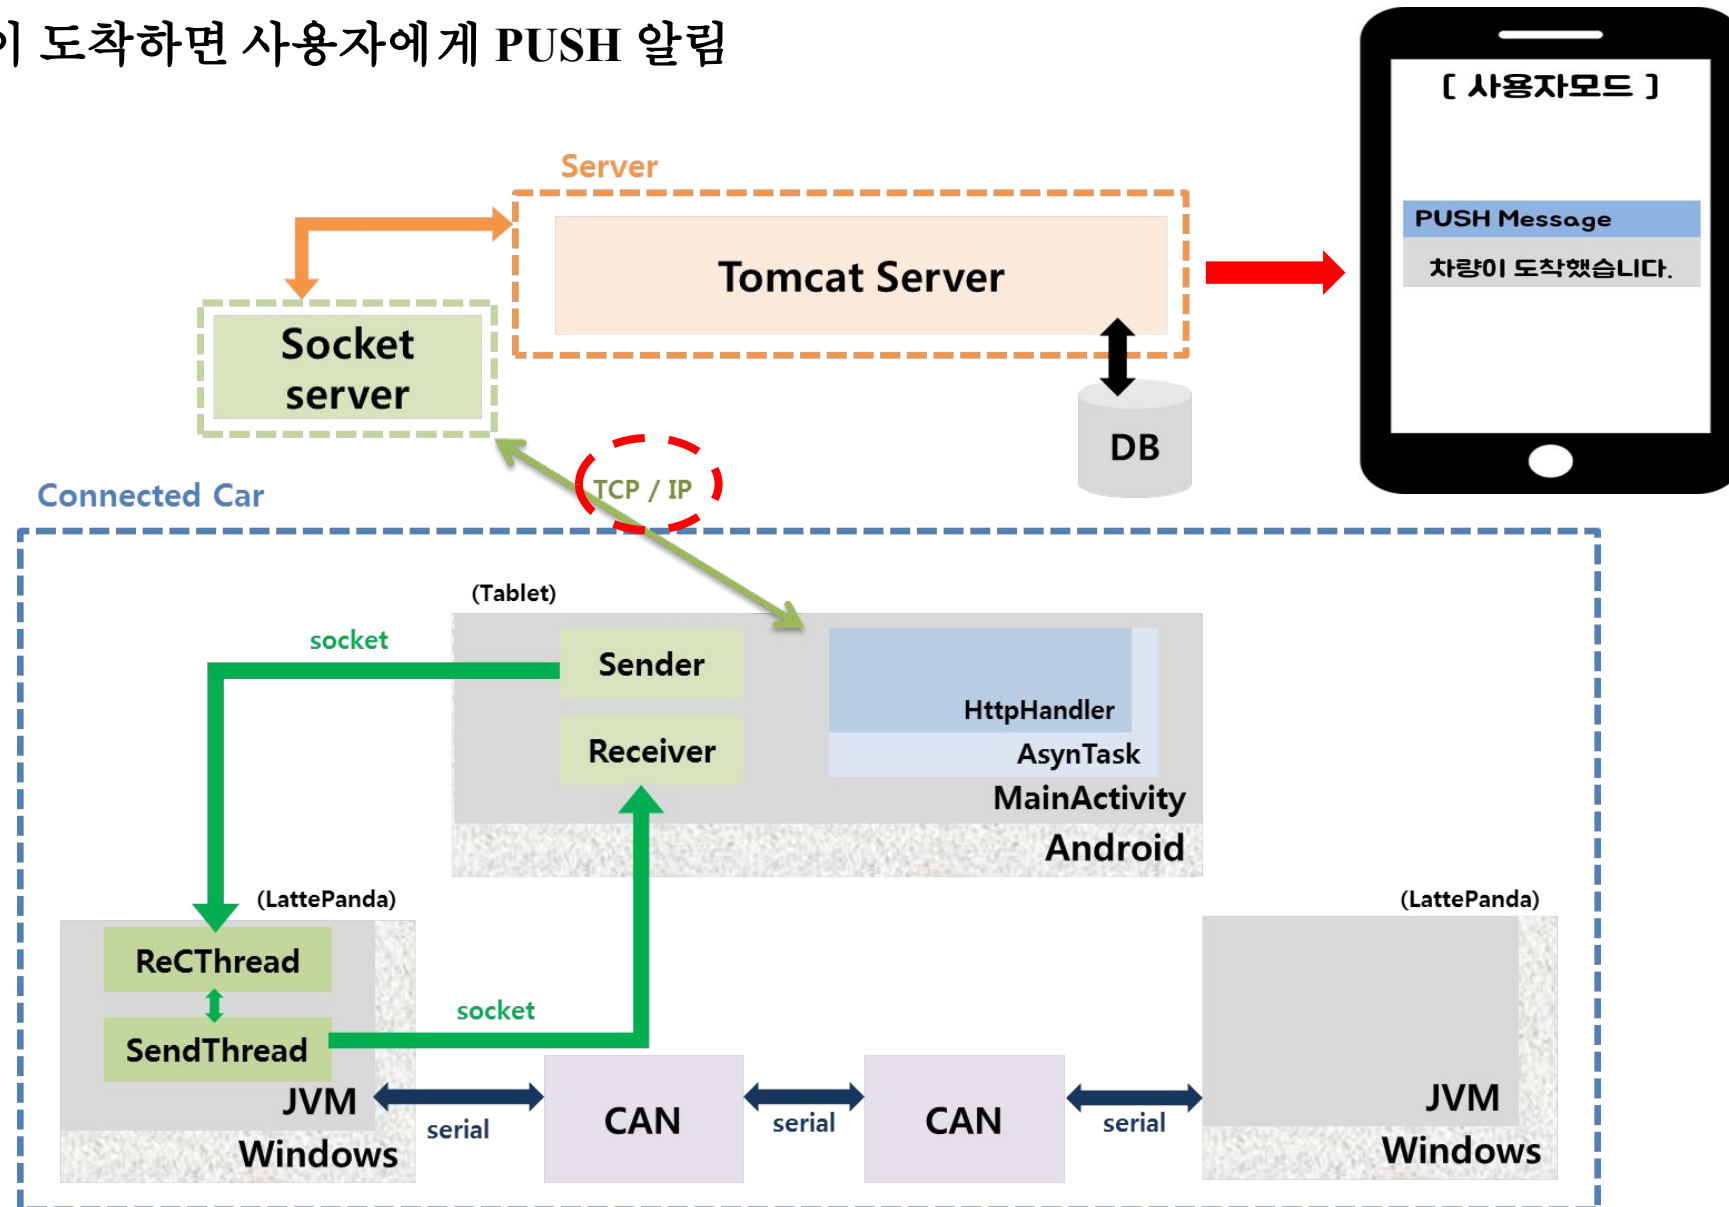 이 도착하면 사용자에게 PUSH 알림
[ 사용자모드 ]
PUSH Message
차량이 도착했습니다.
Server
Tomcat Server
Socket
server
DB
TCP / IP
Connected Car
(Tablet)
socket
Sender
Receiver
HttpHandler
AsynTask
MainActivity
Android
(LattePanda)
ReCThread
SendThread
JVM
Windows
socket
serial
CAN
serial
CAN
serial
(LattePanda)
JVM
Windows